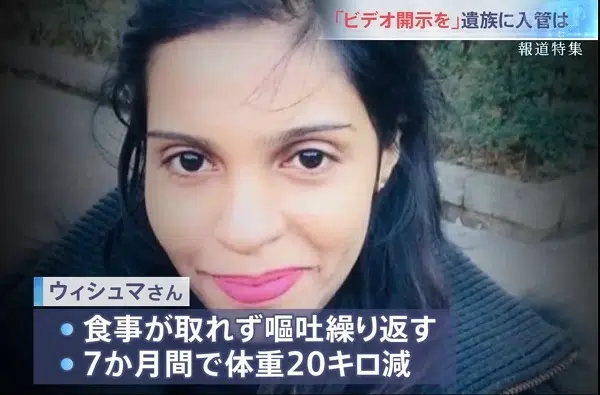 「ビデオ開示を」遺族に入管は
報道特集
ウィシュマさん
• 食事が取れず嘔吐繰り返す
• 7か月間で体重20キロ減